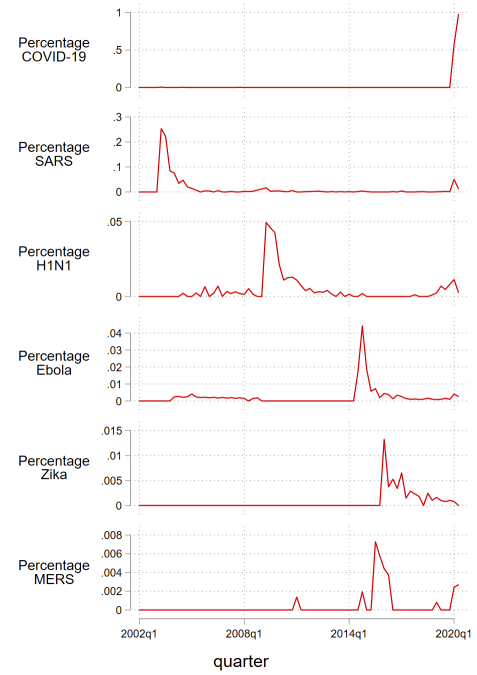 1
.5
0
Percentage
COVID-19
.3
.2
.1
0
Percentage
SARS
.05
0
Percentage
H1N1
.04
.03
.02
.01
0
Percentage
Ebola
.015
.01
.005
0
Percentage
Zika
.008
.006
.004
.002
0
Percentage
MERS
2002q1 2008q1 2014q1 2020q1
quarter